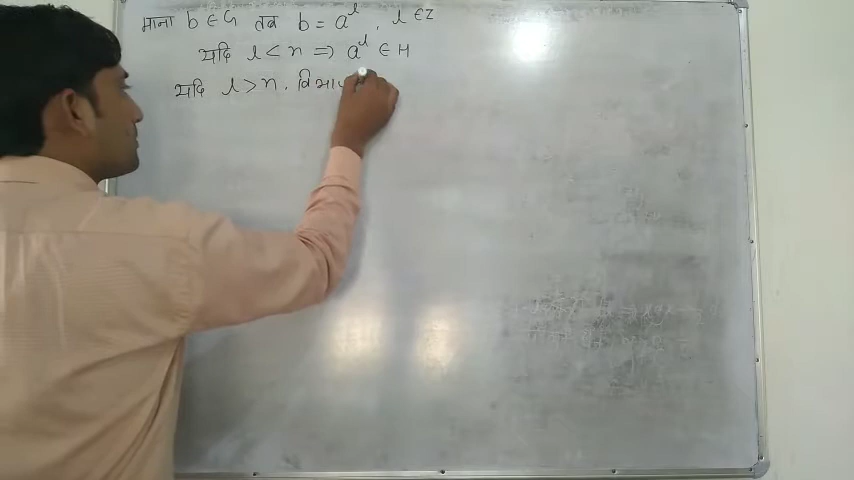 माना b ∈ G तब b = a^l, l ∈ Z
यदि l < n ⇒ a^l ∈ H
यदि l > n, विभा